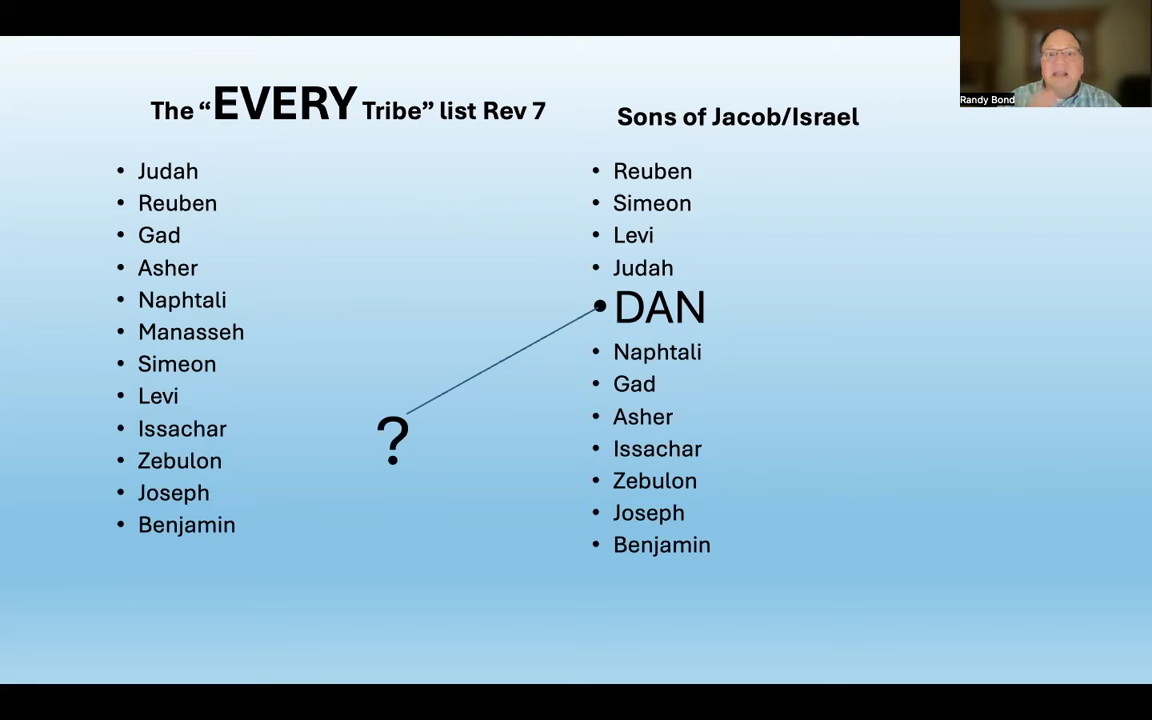 The “EVERY Tribe” list Rev 7
• Judah
• Reuben
• Gad
• Asher
• Naphtali
• Manasseh
• Simeon
• Levi
• Issachar
• Zebulon
• Joseph
• Benjamin
?
Sons of Jacob/Israel
• Reuben
• Simeon
• Levi
• Judah
• DAN
• Naphtali
• Gad
• Asher
• Issachar
• Zebulon
• Joseph
• Benjamin
Randy Bond